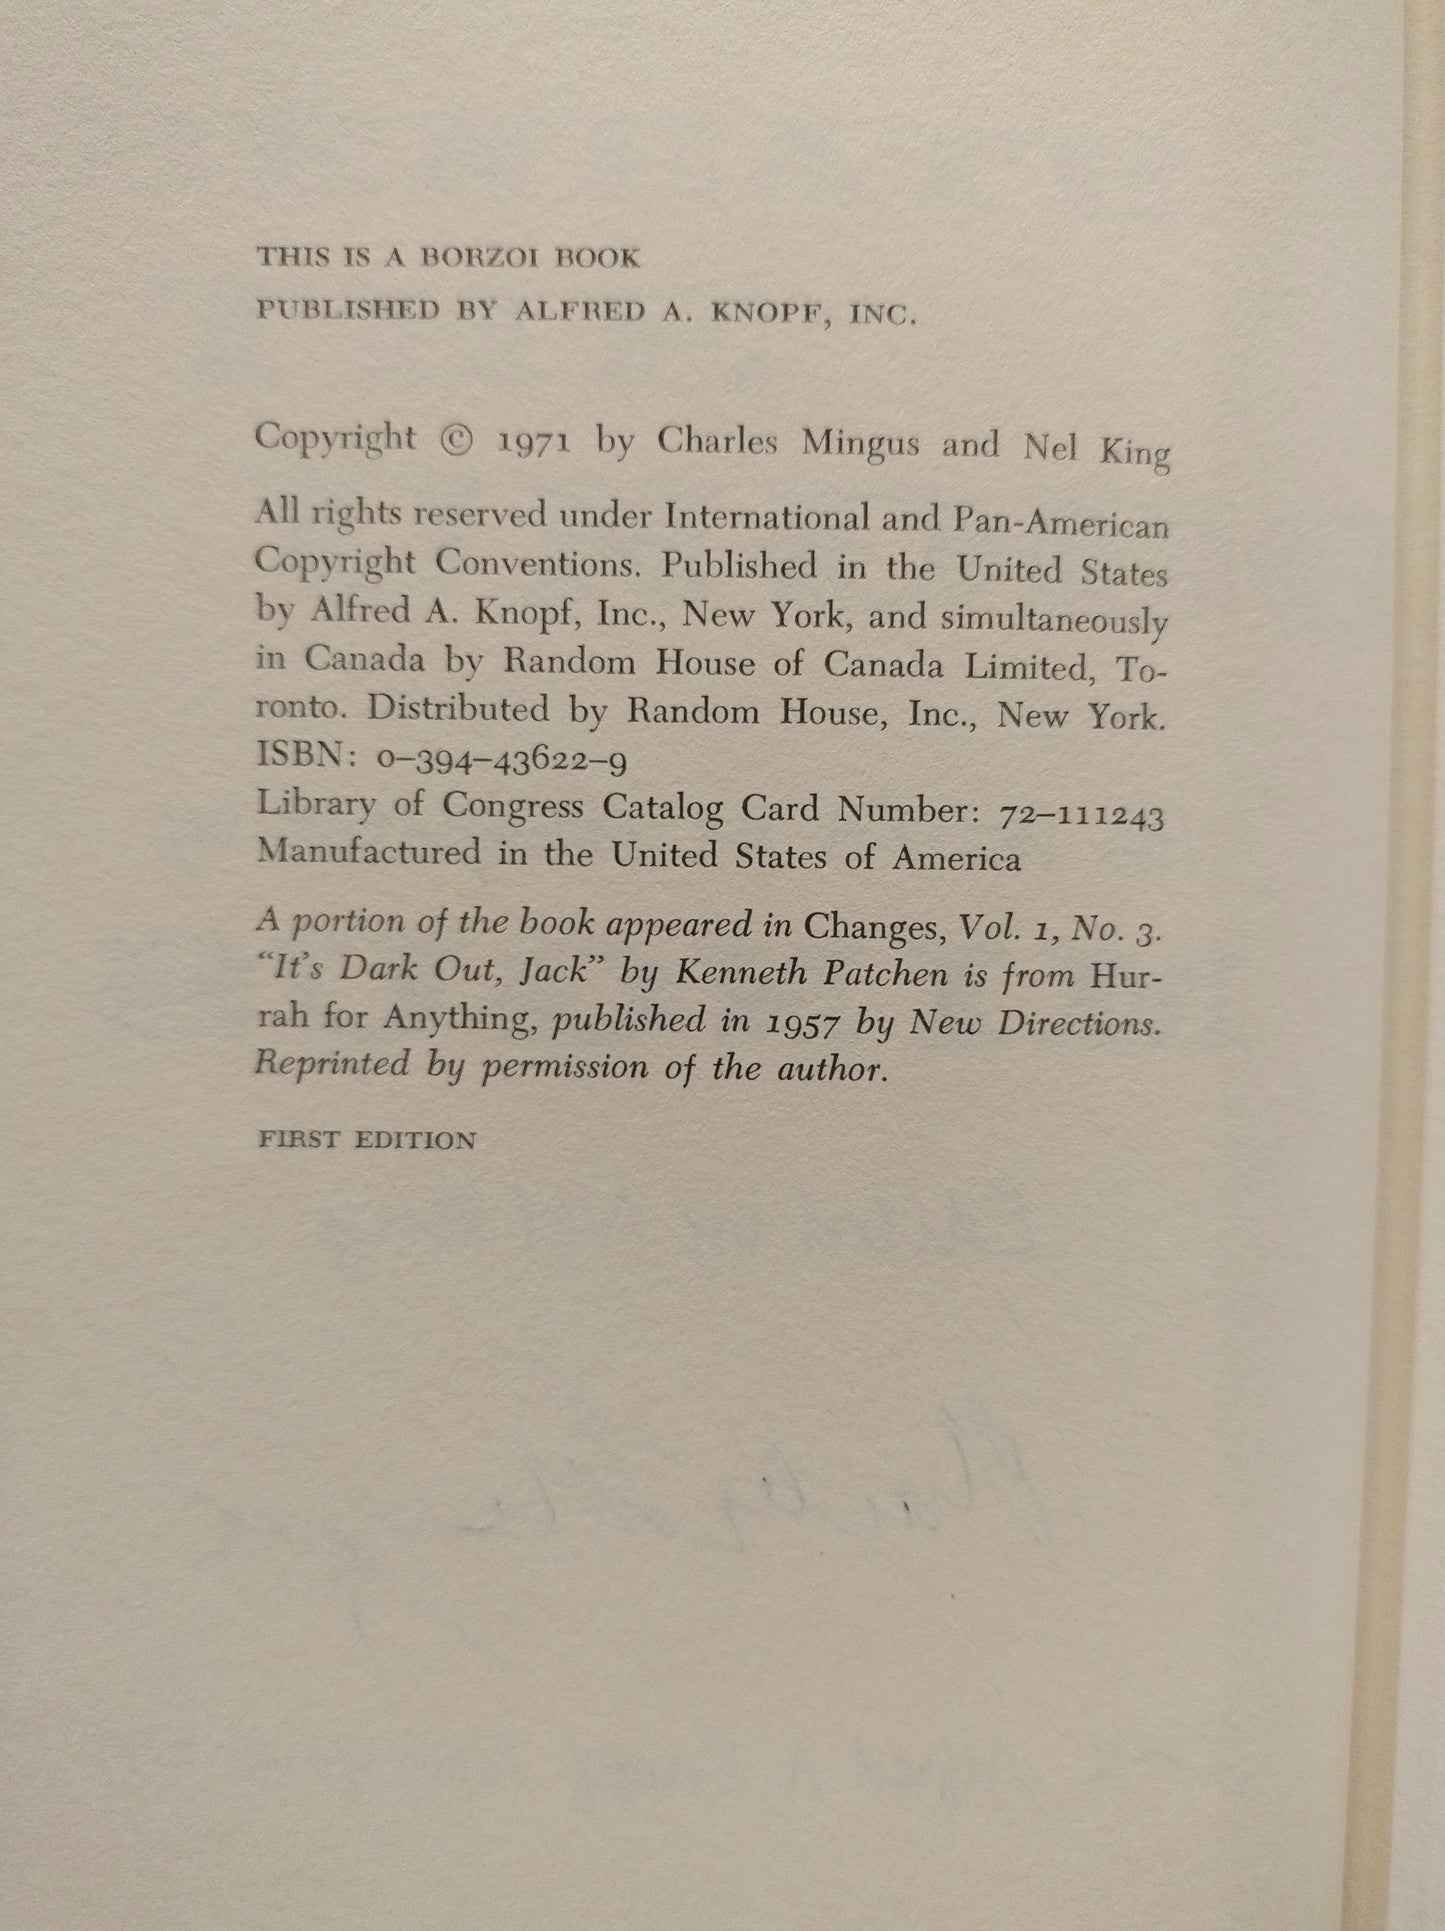 THIS IS A BORZOI BOOK
PUBLISHED BY ALFRED A. KNOPF, INC.
Copyright © 1971 by Charles Mingus and Nel King
All rights reserved under International and Pan-American
Copyright Conventions. Published in the United States
by Alfred A. Knopf, Inc., New York, and simultaneously
in Canada by Random House of Canada Limited, To-
ronto. Distributed by Random House, Inc., New York.
ISBN: 0–394–43622–9
Library of Congress Catalog Card Number: 72–111243
Manufactured in the United States of America
A portion of the book appeared in Changes, Vol. 1, No. 3.
“It’s Dark Out, Jack” by Kenneth Patchen is from Hur-
rah for Anything, published in 1957 by New Directions.
Reprinted by permission of the author.
FIRST EDITION